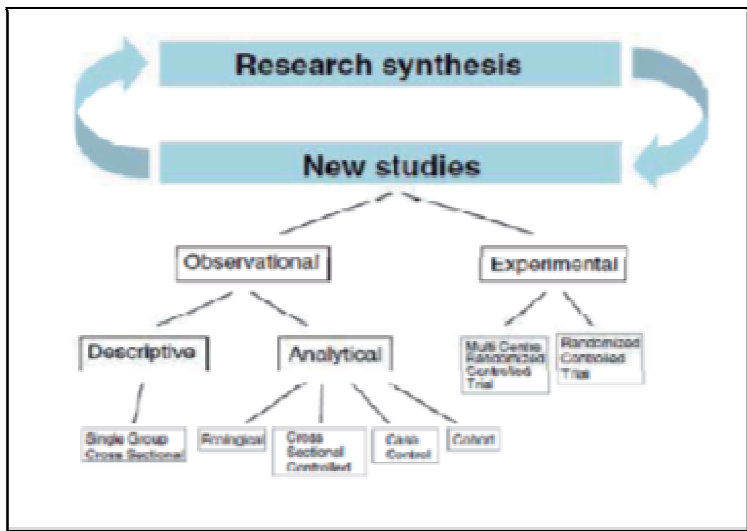 Research synthesis
New studies
Observational
Experimental
Descriptive
Analytical
Multi Centre
Randomized
Controlled
Trial
Randomized
Controlled
Trial
Single Group
Cross Sectional
Ecological
Cross
Sectional
Controlled
Case
Control
Cohort